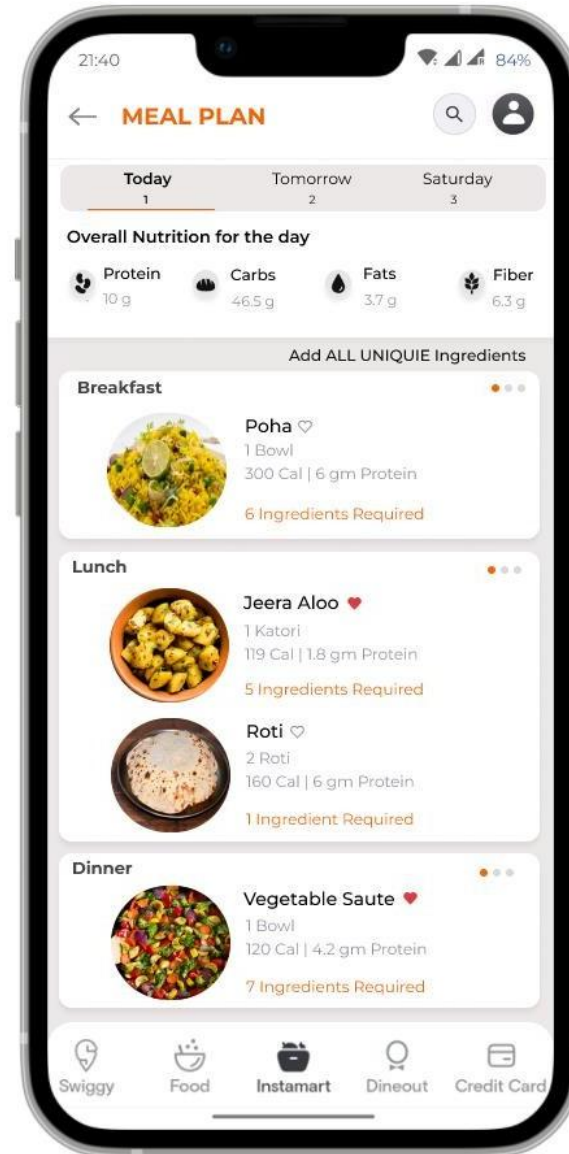 21:40
84%
MEAL PLAN
Today
1
Tomorrow
2
Saturday
3
Overall Nutrition for the day
Protein
10 g
Carbs
46.5 g
Fats
3.7 g
Fiber
6.3 g
Add ALL UNIQUIE Ingredients
Breakfast
Poha
1 Bowl
300 Cal | 6 gm Protein
6 Ingredients Required
Lunch
Jeera Aloo
1 Katori
119 Cal | 1.8 gm Protein
5 Ingredients Required
Roti
2 Roti
160 Cal | 6 gm Protein
1 Ingredient Required
Dinner
Vegetable Saute
1 Bowl
120 Cal | 4.2 gm Protein
7 Ingredients Required
Swiggy
Food
Instamart
Dineout
Credit Card